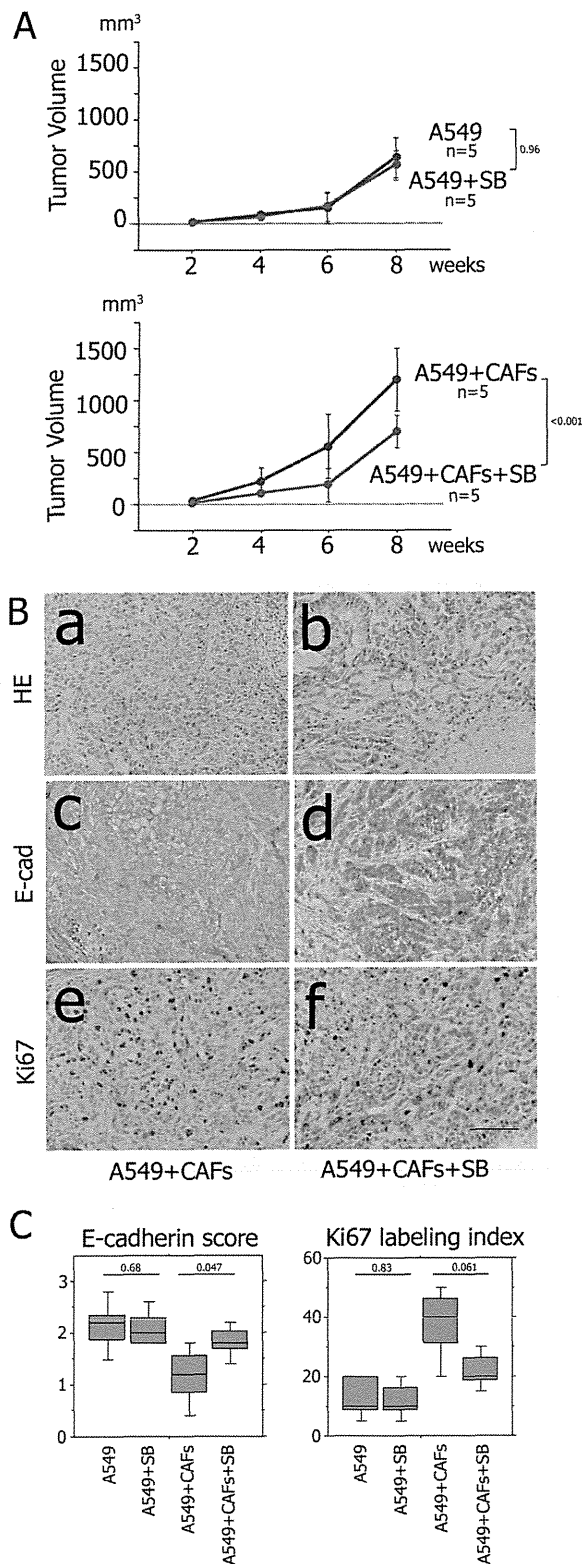 A
mm3
1500
1000
500
0
Tumor Volume
A549
n=5
A549+SB
n=5
0.96
2 4 6 8 weeks
mm3
1500
1000
500
0
Tumor Volume
A549+CAFs
n=5
A549+CAFs+SB
n=5
<0.001
2 4 6 8 weeks
B
HE
a
b
E-cad
c
d
Ki67
e
f
A549+CAFs
A549+CAFs+SB
C
E-cadherin score
3
2
1
0
0.68
0.047
A549
A549+SB
A549+CAFs
A549+CAFs+SB
Ki67 labeling index
60
40
20
0
0.83
0.061
A549
A549+SB
A549+CAFs
A549+CAFs+SB